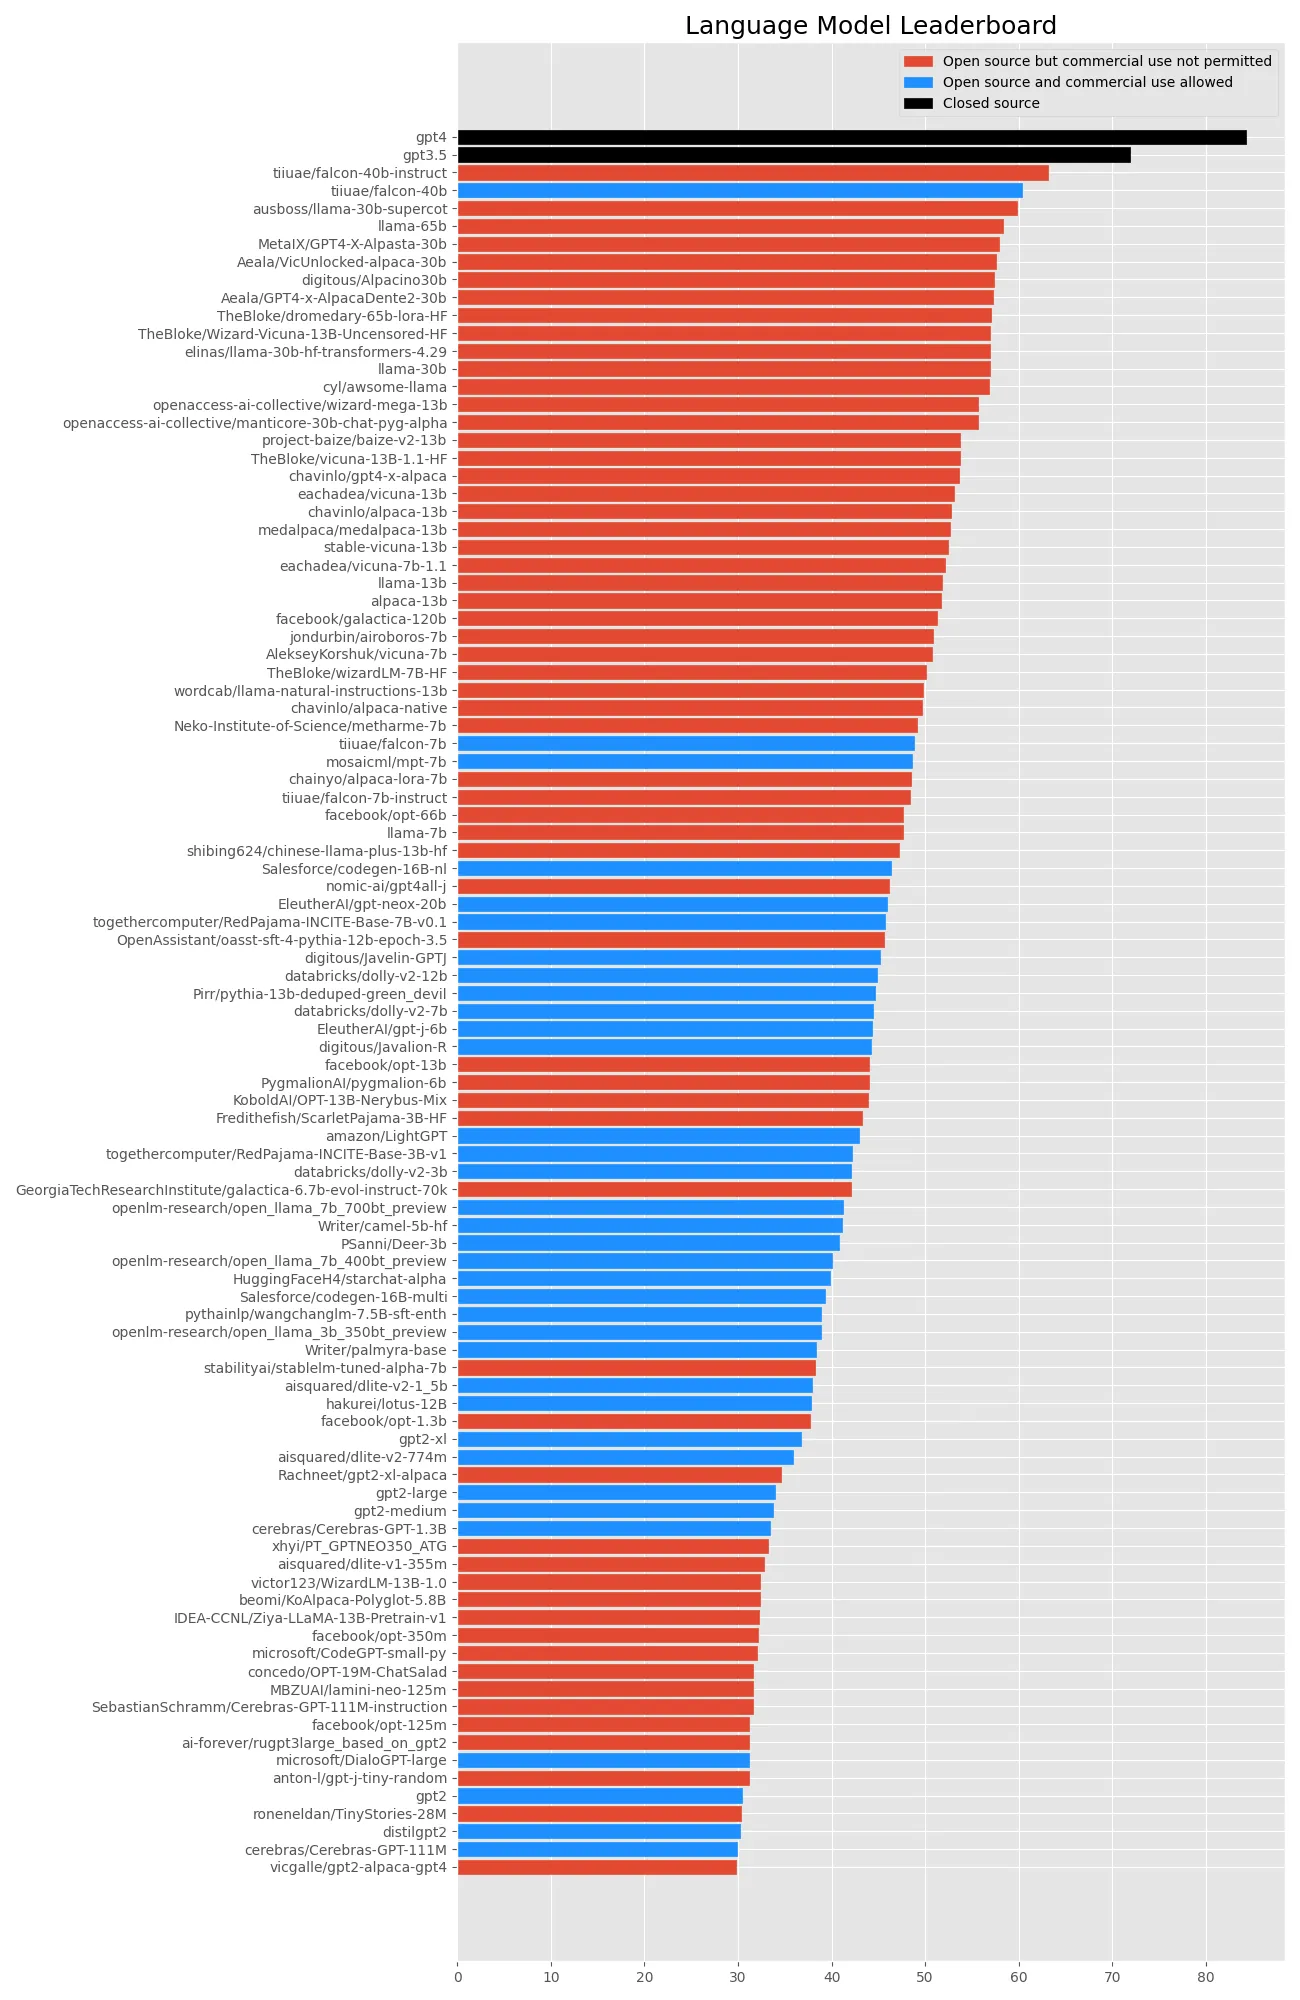 Language Model Leaderboard
Open source but commercial use not permitted
Open source and commercial use allowed
Closed source
gpt4
gpt3.5
tiiuae/falcon-40b-instruct
tiiuae/falcon-40b
ausboss/llama-30b-supercot
llama-65b
MetaIX/GPT4-X-Alpasta-30b
Aeala/VicUnlocked-alpaca-30b
digitous/Alpacino30b
Aeala/GPT4-x-AlpacaDente2-30b
TheBloke/dromedary-65b-lora-HF
TheBloke/Wizard-Vicuna-13B-Uncensored-HF
elinas/llama-30b-hf-transformers-4.29
llama-30b
cyl/awsome-llama
openaccess-ai-collective/wizard-mega-13b
openaccess-ai-collective/manticore-30b-chat-pyg-alpha
project-baize/baize-v2-13b
TheBloke/vicuna-13B-1.1-HF
chavinlo/gpt4-x-alpaca
eachadea/vicuna-13b
chavinlo/alpaca-13b
medalpaca/medalpaca-13b
stable-vicuna-13b
eachadea/vicuna-7b-1.1
llama-13b
alpaca-13b
facebook/galactica-120b
jondurbin/airoboros-7b
AlekseyKorshuk/vicuna-7b
TheBloke/wizardLM-7B-HF
wordcab/llama-natural-instructions-13b
chavinlo/alpaca-native
Neko-Institute-of-Science/metharme-7b
tiiuae/falcon-7b
mosaicml/mpt-7b
chainyo/alpaca-lora-7b
tiiuae/falcon-7b-instruct
facebook/opt-66b
llama-7b
shibing624/chinese-llama-plus-13b-hf
Salesforce/codegen-16B-nl
nomic-ai/gpt4all-j
EleutherAI/gpt-neox-20b
togethercomputer/RedPajama-INCITE-Base-7B-v0.1
OpenAssistant/oasst-sft-4-pythia-12b-epoch-3.5
digitous/Javelin-GPTJ
databricks/dolly-v2-12b
Pirr/pythia-13b-deduped-green_devil
databricks/dolly-v2-7b
EleutherAI/gpt-j-6b
digitous/Javalion-R
facebook/opt-13b
PygmalionAI/pygmalion-6b
KoboldAI/OPT-13B-Nerybus-Mix
Fredithefish/ScarletPajama-3B-HF
amazon/LightGPT
togethercomputer/RedPajama-INCITE-Base-3B-v1
databricks/dolly-v2-3b
GeorgiaTechResearchInstitute/galactica-6.7b-evol-instruct-70k
openlm-research/open_llama_7b_700bt_preview
Writer/camel-5b-hf
PSanni/Deer-3b
openlm-research/open_llama_7b_400bt_preview
HuggingFaceH4/starchat-alpha
Salesforce/codegen-16B-multi
pythainlp/wangchanglm-7.5B-sft-enth
openlm-research/open_llama_3b_350bt_preview
Writer/palmyra-base
stabilityai/stablelm-tuned-alpha-7b
aisquared/dlite-v2-1_5b
hakurei/lotus-12B
facebook/opt-1.3b
gpt2-xl
aisquared/dlite-v2-774m
Rachneet/gpt2-xl-alpaca
gpt2-large
gpt2-medium
cerebras/Cerebras-GPT-1.3B
xhyi/PT_GPTNEO350_ATG
aisquared/dlite-v1-355m
victor123/WizardLM-13B-1.0
beomi/KoAlpaca-Polyglot-5.8B
IDEA-CCNL/Ziya-LLaMA-13B-Pretrain-v1
facebook/opt-350m
microsoft/CodeGPT-small-py
concedo/OPT-19M-ChatSalad
MBZUAI/lamini-neo-125m
SebastianSchramm/Cerebras-GPT-111M-instruction
facebook/opt-125m
ai-forever/rugpt3large_based_on_gpt2
microsoft/DialoGPT-large
anton-l/gpt-j-tiny-random
gpt2
roneneldan/TinyStories-28M
distilgpt2
cerebras/Cerebras-GPT-111M
vicgalle/gpt2-alpaca-gpt4
0 10 20 30 40 50 60 70 80